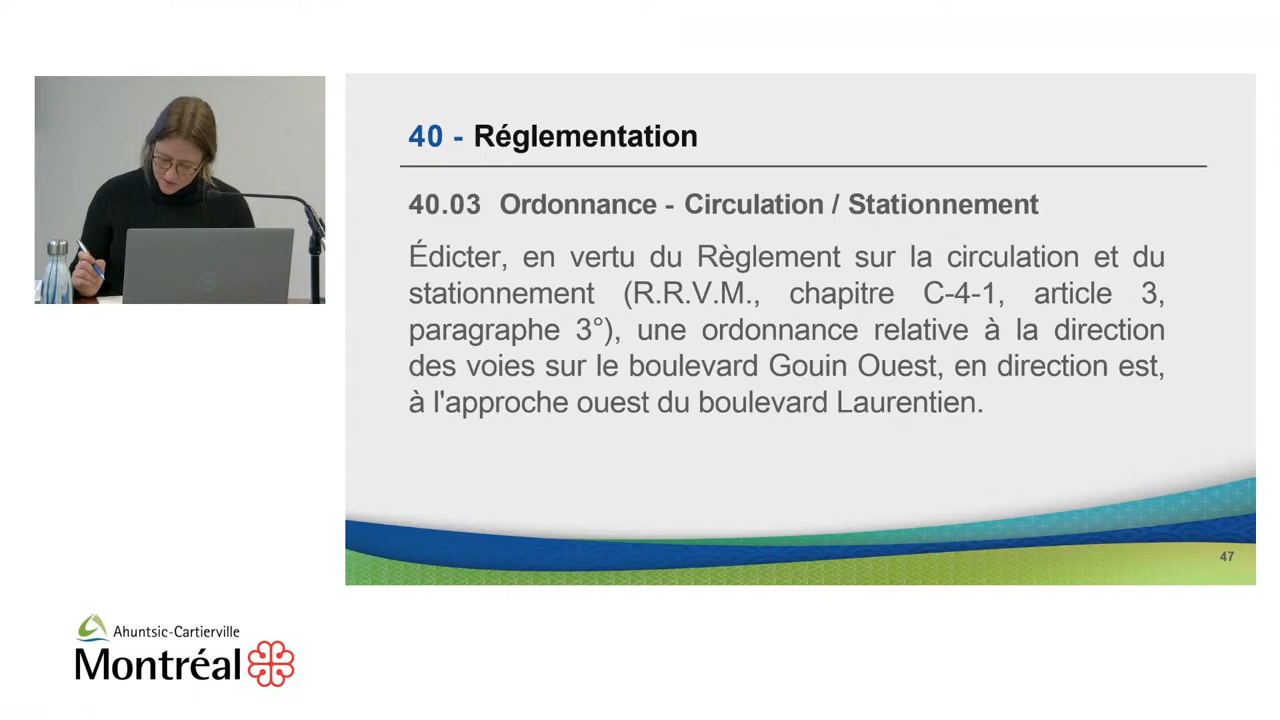 40 - Réglementation
40.03 Ordonnance - Circulation / Stationnement
Édicter, en vertu du Règlement sur la circulation et du
stationnement (R.R.V.M., chapitre C-4-1, article 3,
paragraphe 3°), une ordonnance relative à la direction
des voies sur le boulevard Gouin Ouest, en direction est,
à l'approche ouest du boulevard Laurentien.
47
Ahuntsic-Cartierville
Montréal